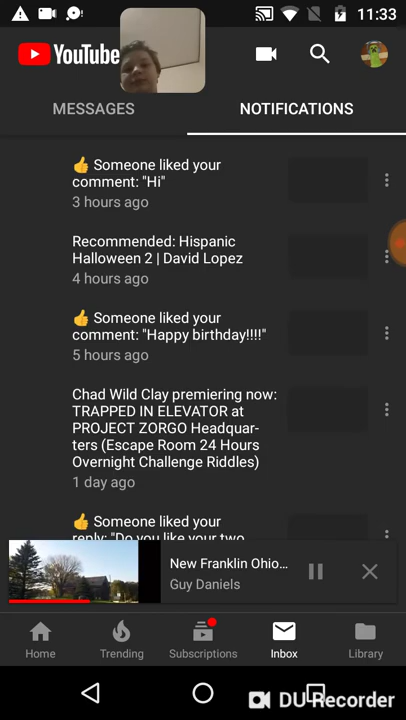 11:33
YouTube
MESSAGES
NOTIFICATIONS
👍 Someone liked your
comment: "Hi"
3 hours ago
Recommended: Hispanic
Halloween 2 | David Lopez
4 hours ago
👍 Someone liked your
comment: "Happy birthday!!!!"
5 hours ago
Chad Wild Clay premiering now:
TRAPPED IN ELEVATOR at
PROJECT ZORGO Headquar-
ters (Escape Room 24 Hours
Overnight Challenge Riddles)
1 day ago
👍 Someone liked your
reply: "Do you like your two
New Franklin Ohio...
Guy Daniels
Home
Trending
Subscriptions
Inbox
Library
DU Recorder